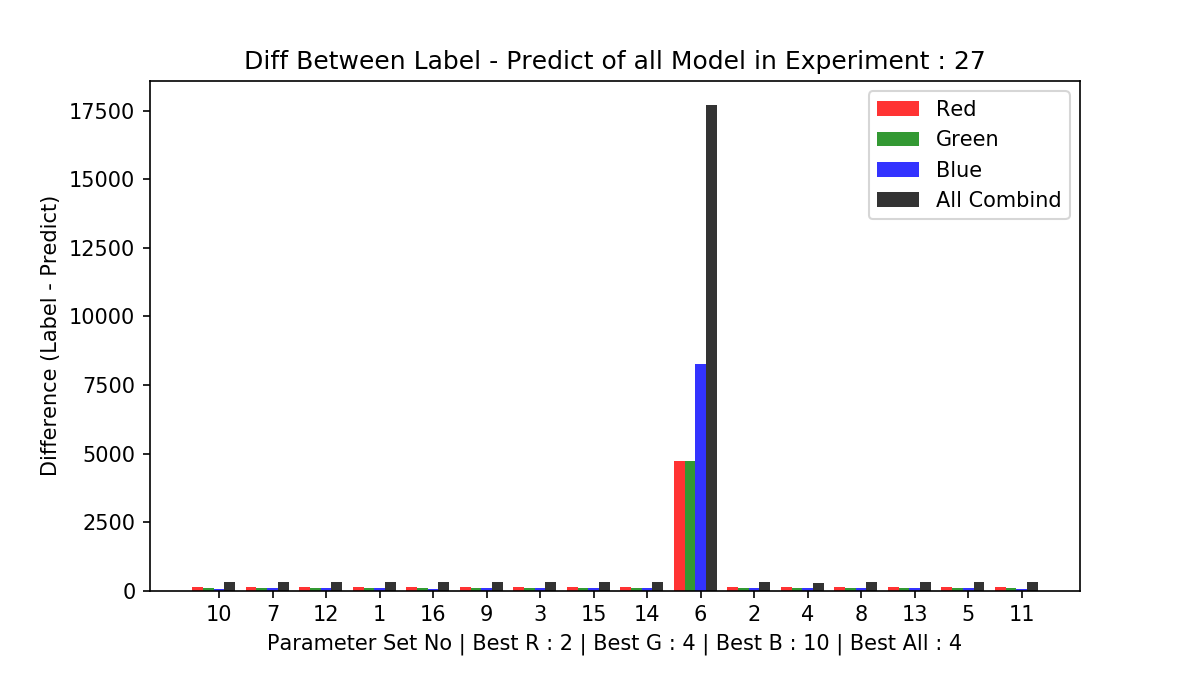 Diff Between Label - Predict of all Model in Experiment : 27
17500
15000
12500
10000
7500
5000
2500
0
Difference (Label - Predict)
Red
Green
Blue
All Combind
10 7 12 1 16 9 3 15 14 6 2 4 8 13 5 11
Parameter Set No | Best R : 2 | Best G : 4 | Best B : 10 | Best All : 4